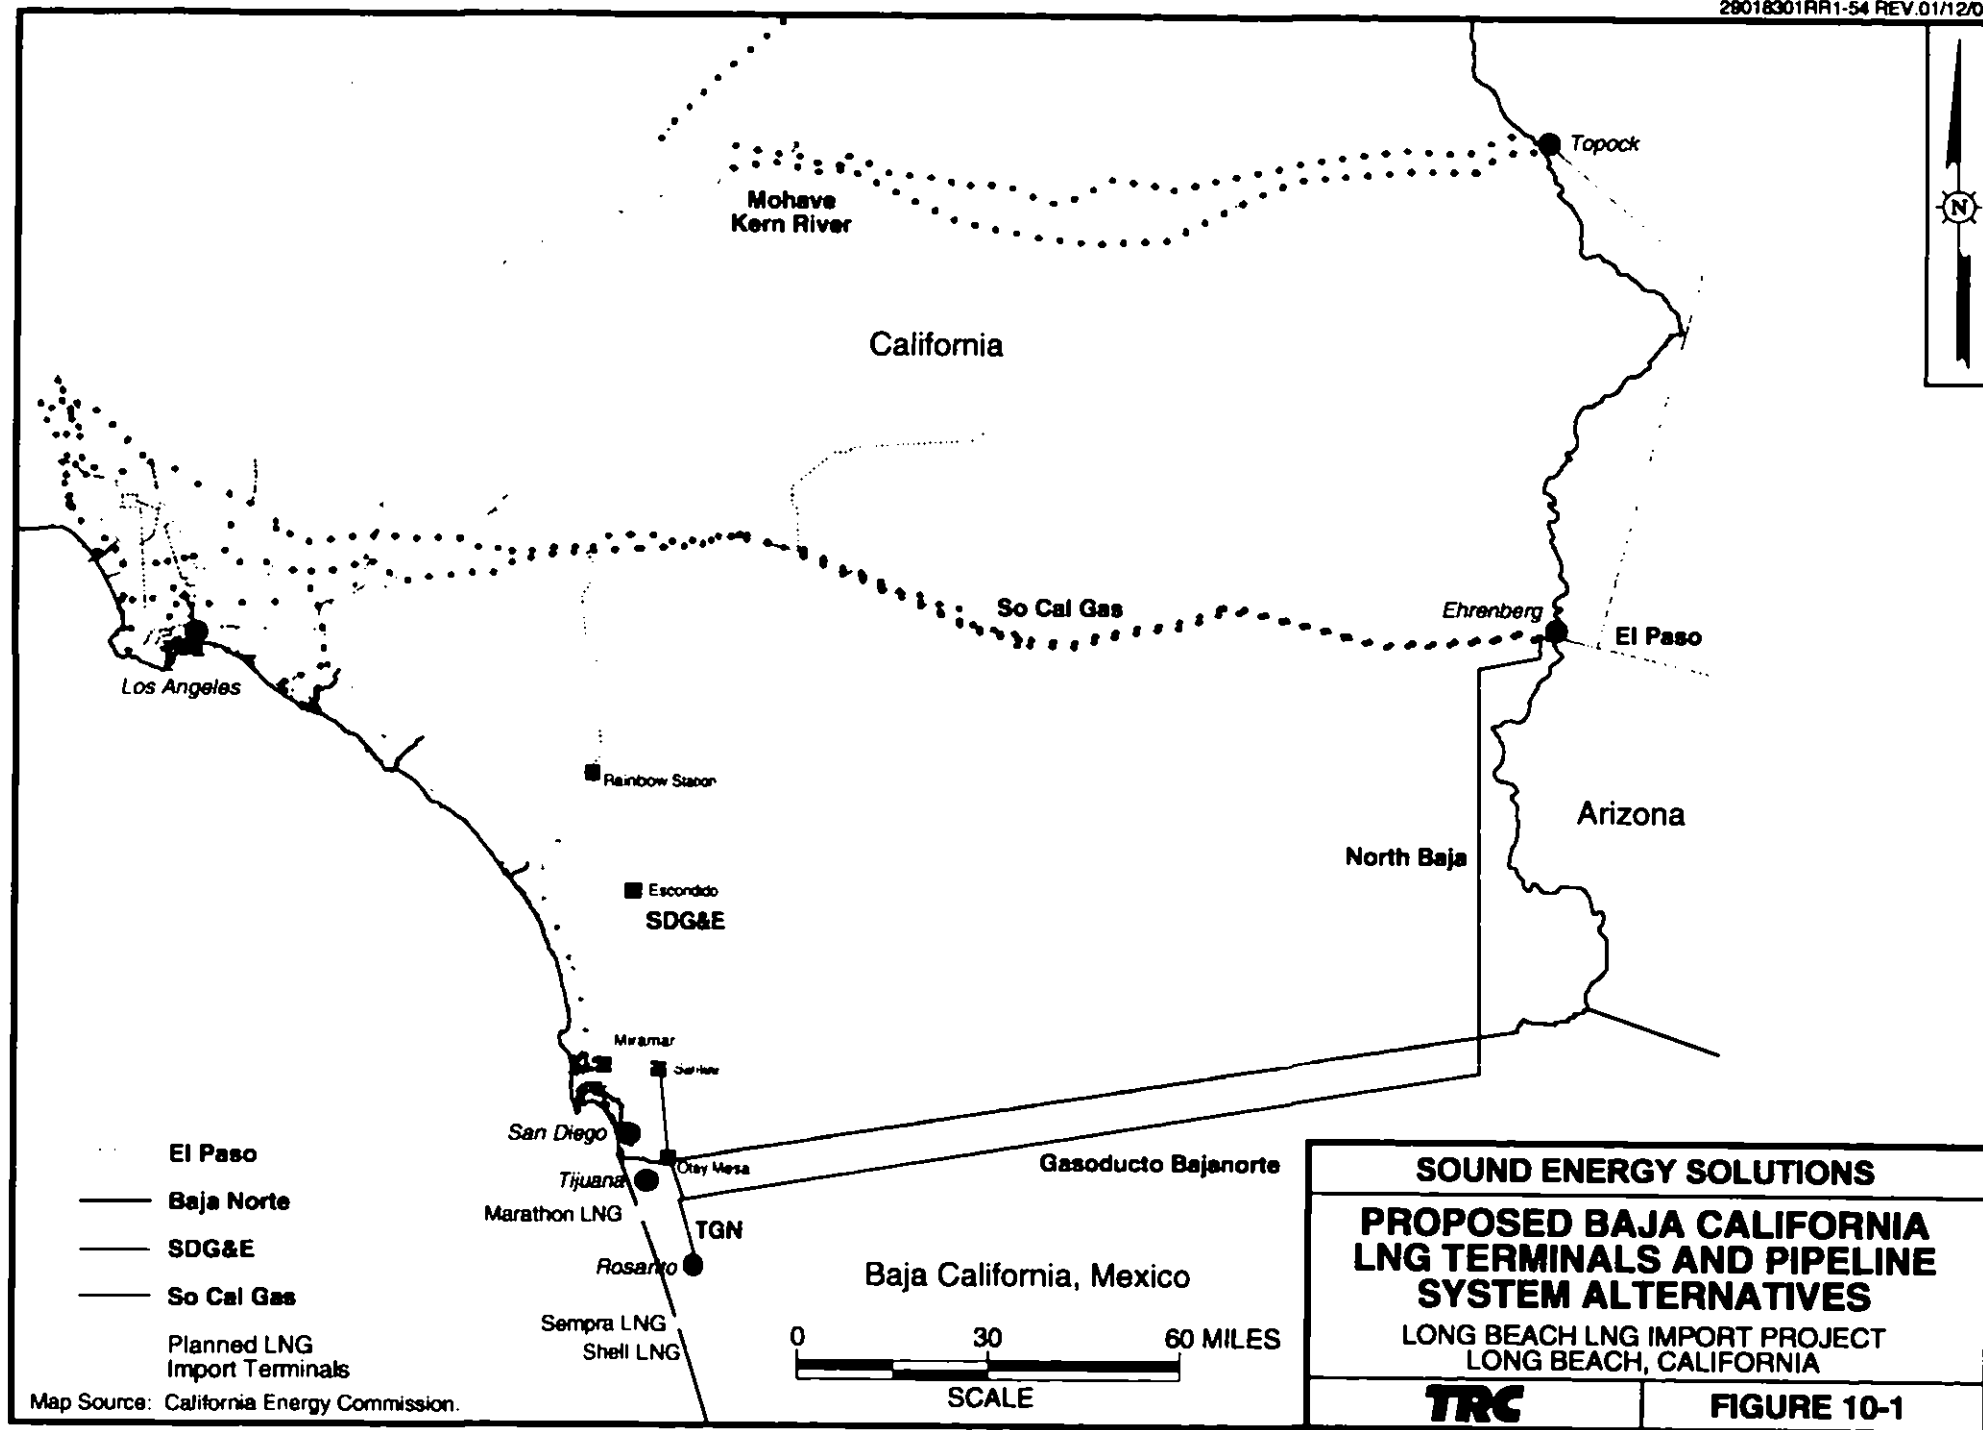 29018301RR1-54 REV.01/12/0
N
Topock
Mohave
Kern River
California
So Cal Gas
Ehrenberg
El Paso
Los Angeles
Rainbow Station
Arizona
North Baja
Escondido
SDG&E
Miramar
San Diego
Otay Mesa
Tijuana
Gasoducto Bajanorte
Marathon LNG
TGN
Rosarito
Baja California, Mexico
Sempra LNG
Shell LNG
El Paso
Baja Norte
SDG&E
So Cal Gas
Planned LNG
Import Terminals
Map Source: California Energy Commission.
0 30 60 MILES
SCALE
SOUND ENERGY SOLUTIONS
PROPOSED BAJA CALIFORNIA
LNG TERMINALS AND PIPELINE
SYSTEM ALTERNATIVES
LONG BEACH LNG IMPORT PROJECT
LONG BEACH, CALIFORNIA
TRC
FIGURE 10-1